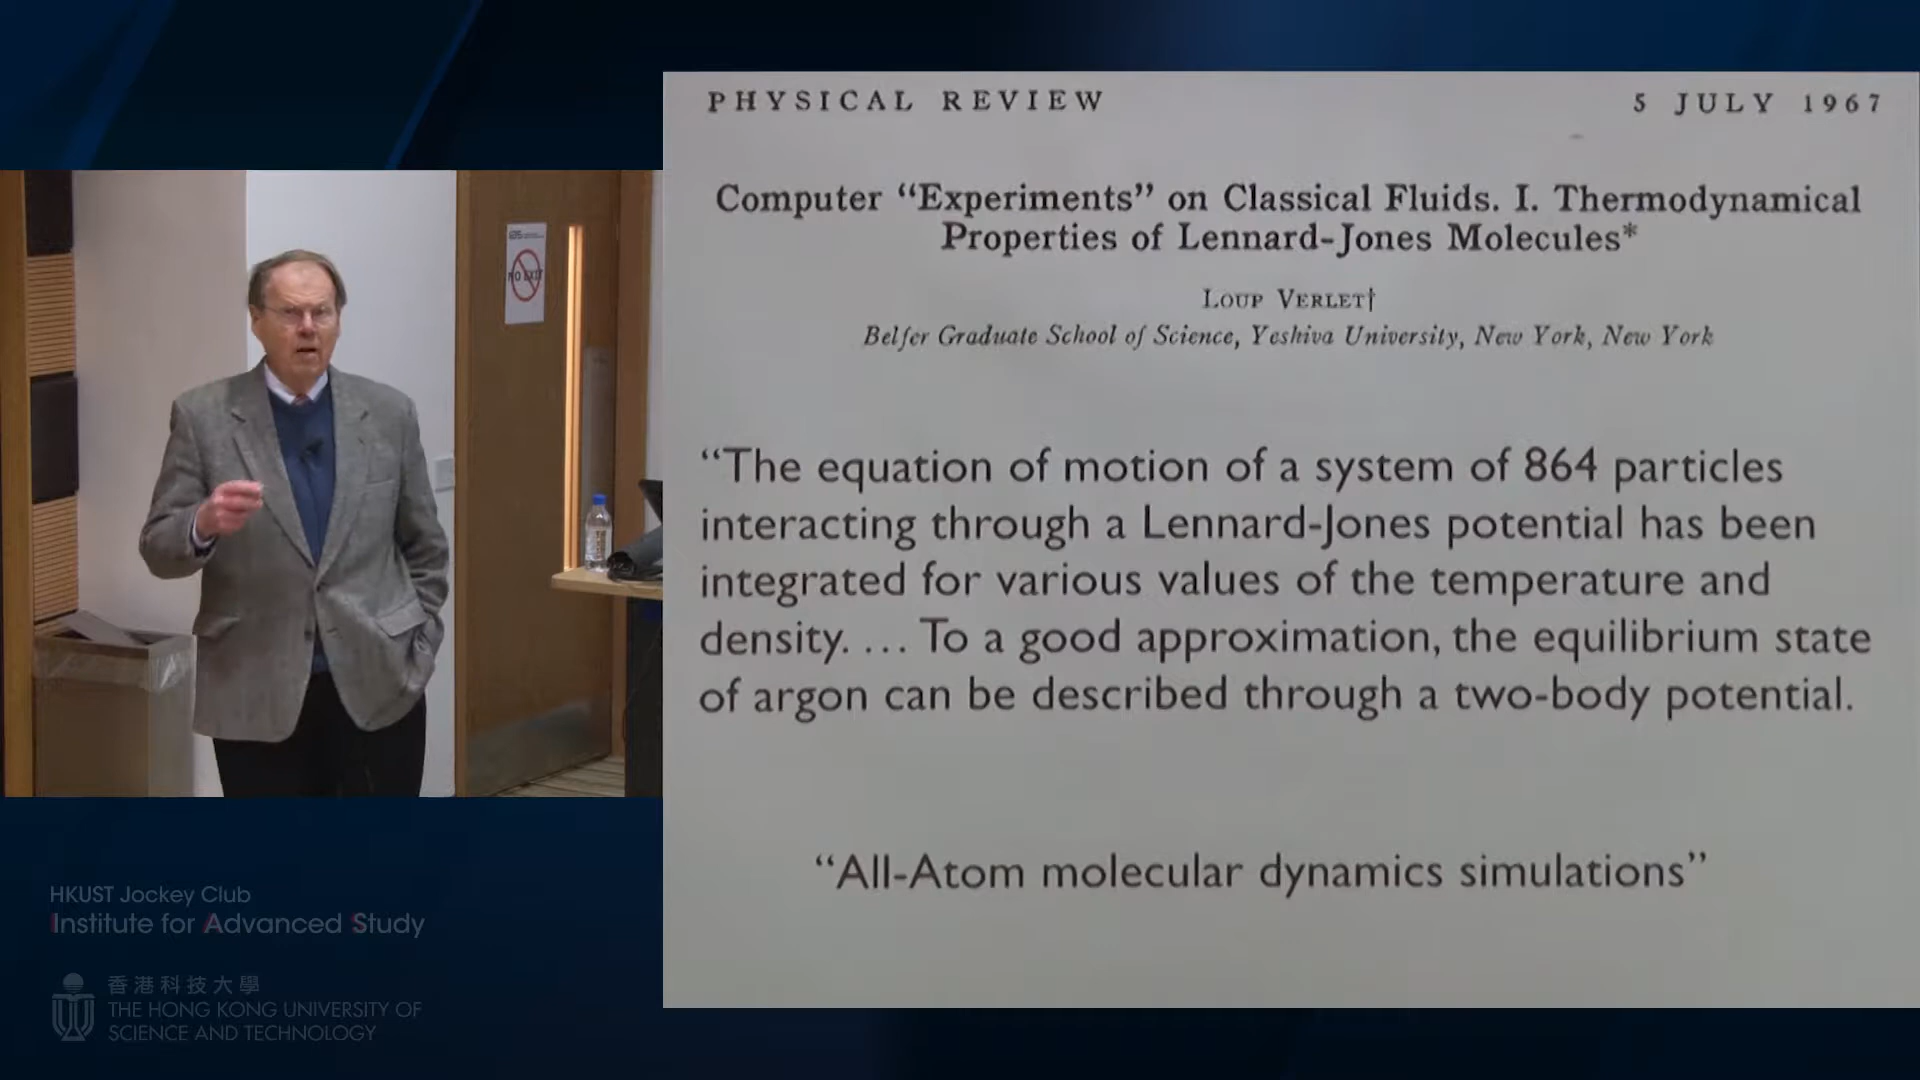 PHYSICAL REVIEW
5 JULY 1967
Computer “Experiments” on Classical Fluids. I. Thermodynamical
Properties of Lennard-Jones Molecules*
LOUP VERLET†
Belfer Graduate School of Science, Yeshiva University, New York, New York
“The equation of motion of a system of 864 particles
interacting through a Lennard-Jones potential has been
integrated for various values of the temperature and
density. ... To a good approximation, the equilibrium state
of argon can be described through a two-body potential.
“All-Atom molecular dynamics simulations”
NO EXIT
HKUST Jockey Club
Institute for Advanced Study
香港科技大學
THE HONG KONG UNIVERSITY OF
SCIENCE AND TECHNOLOGY